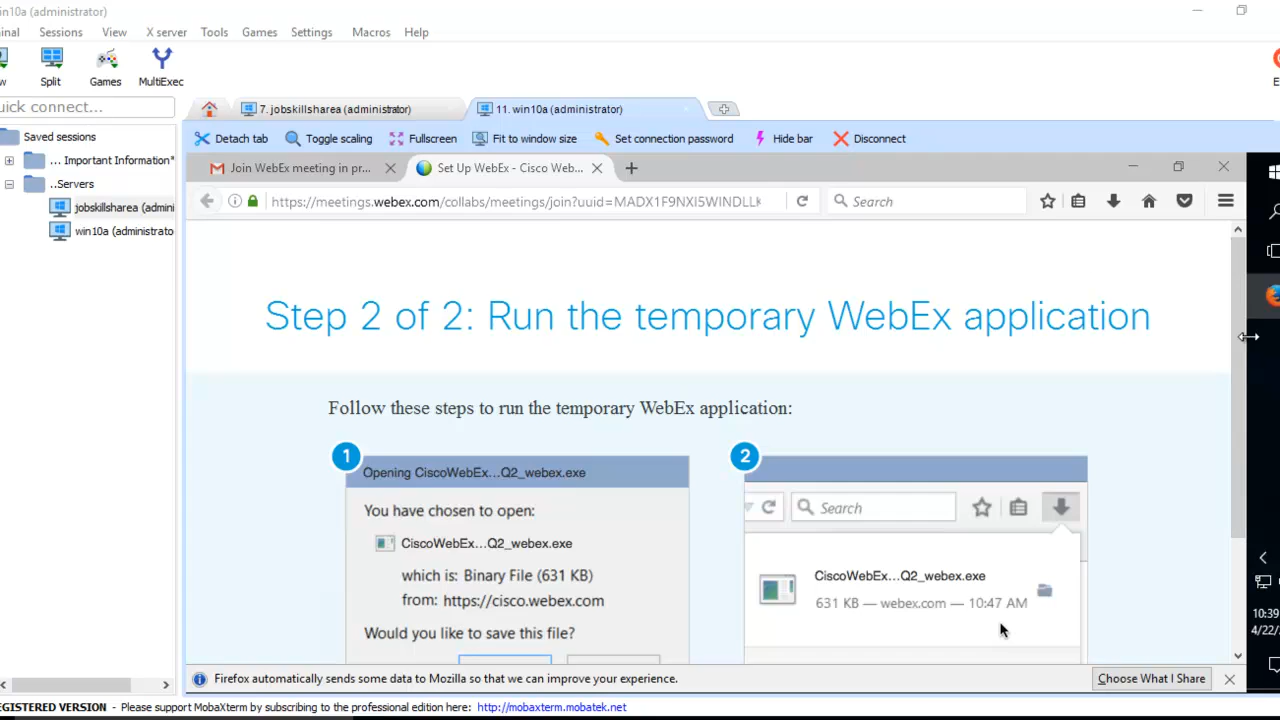 in10a (administrator)
inal Sessions View X server Tools Games Settings Macros Help
w Split Games MultiExec
E
uick connect...
7. jobskillsharea (administrator)
11. win10a (administrator)
Saved sessions
Detach tab Toggle scaling Fullscreen Fit to window size Set connection password Hide bar Disconnect
... Important Information*
..Servers
jobskillsharea (admini
win10a (administrato
Join WebEx meeting in pr...
Set Up WebEx - Cisco Web...
https://meetings.webex.com/collabs/meetings/join?uuid=MADX1F9NXI5WINDLLK
Search
Step 2 of 2: Run the temporary WebEx application
Follow these steps to run the temporary WebEx application:
1
Opening CiscoWebEx...Q2_webex.exe
You have chosen to open:
CiscoWebEx...Q2_webex.exe
which is: Binary File (631 KB)
from: https://cisco.webex.com
Would you like to save this file?
2
Search
CiscoWebEx...Q2_webex.exe
631 KB — webex.com — 10:47 AM
10:39
4/22/
Firefox automatically sends some data to Mozilla so that we can improve your experience.
Choose What I Share
EGISTERED VERSION - Please support MobaXterm by subscribing to the professional edition here: http://mobaxterm.mobatek.net